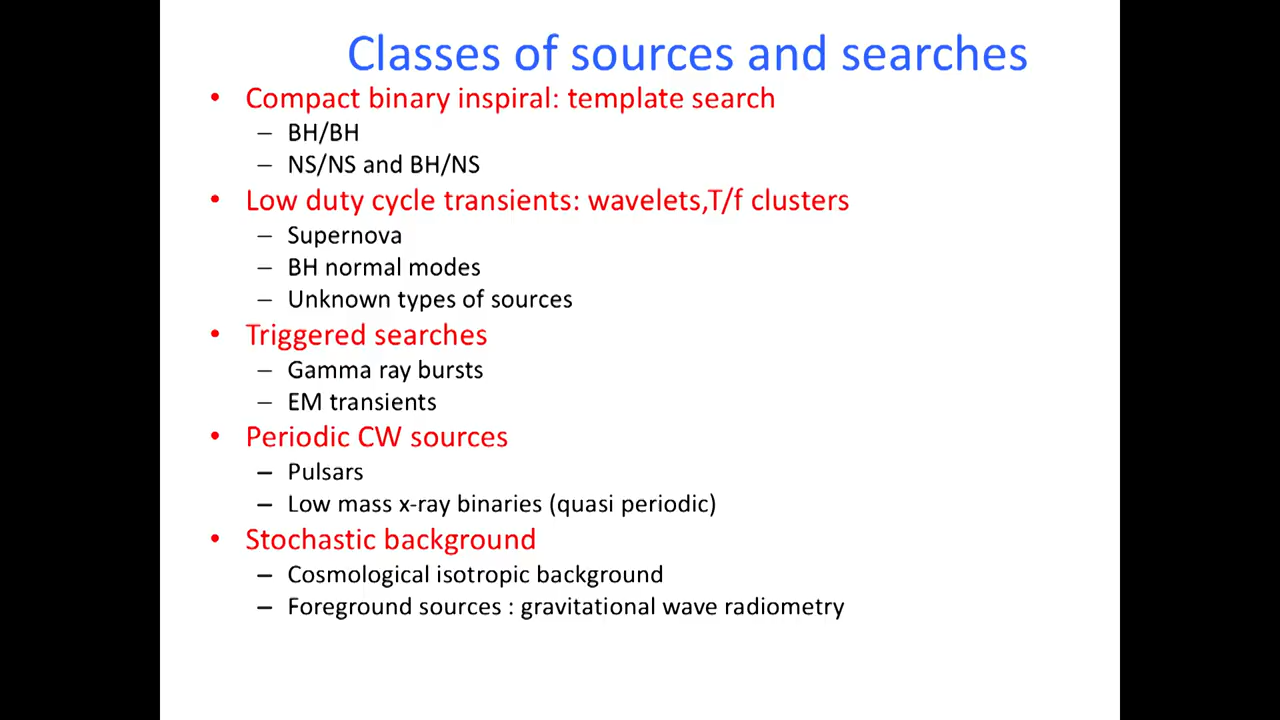 Classes of sources and searches
• Compact binary inspiral: template search
– BH/BH
– NS/NS and BH/NS
• Low duty cycle transients: wavelets,T/f clusters
– Supernova
– BH normal modes
– Unknown types of sources
• Triggered searches
– Gamma ray bursts
– EM transients
• Periodic CW sources
– Pulsars
– Low mass x-ray binaries (quasi periodic)
• Stochastic background
– Cosmological isotropic background
– Foreground sources : gravitational wave radiometry